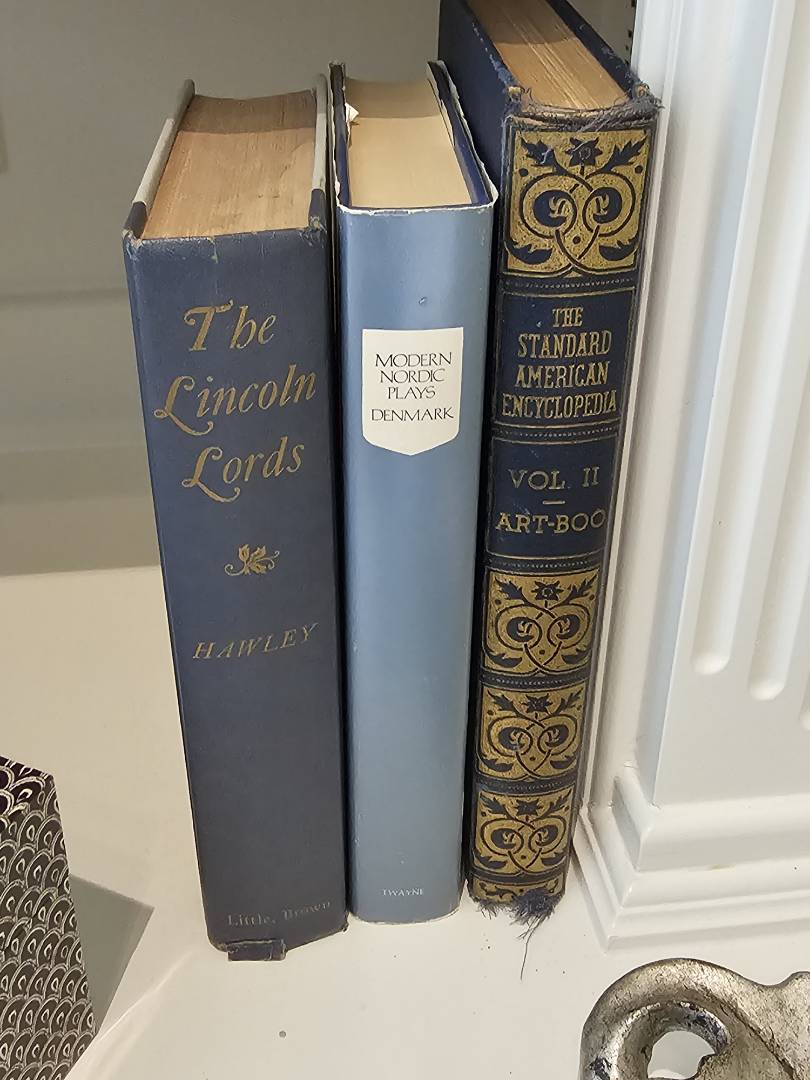 The
Lincoln
Lords
HAWLEY
Little, Brown
MODERN
NORDIC
PLAYS
DENMARK
TWAYNE
THE
STANDARD
AMERICAN
ENCYCLOPEDIA
VOL. II
ART-BOO